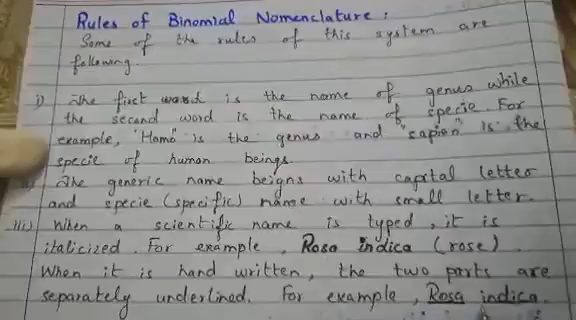 Rules of Binomial Nomenclature:
Some of the rules of this system are
following.
i) The first word is the name of genus while
the second word is the name of specie. For
example, "Homo" is the genus and "sapien" is the
specie of human beings.
ii) The generic name beigns with capital letter
and specie (specific) name with small letter.
iii) When a scientific name is typed, it is
italicized. For example, Rosa indica (rose).
When it is hand written, the two parts are
separately underlined. For example, Rosa indica.